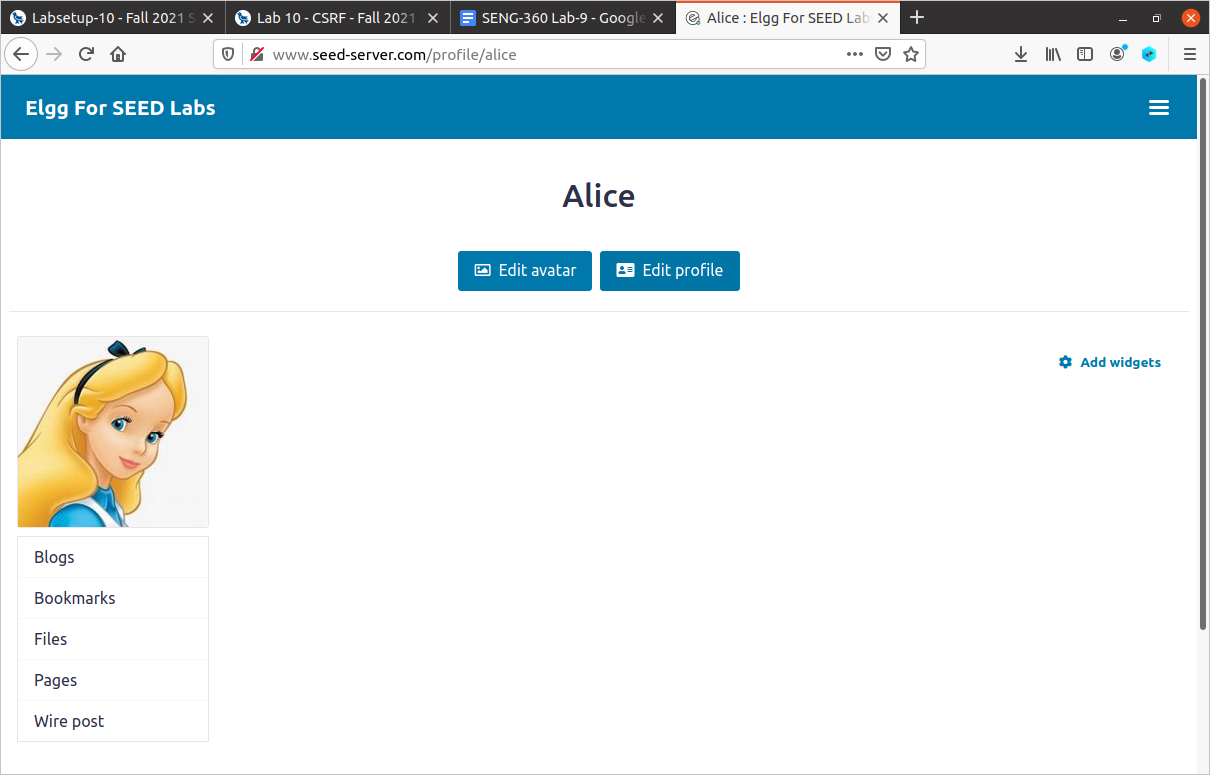 Labsetup-10 - Fall 2021 S
Lab 10 - CSRF - Fall 2021
SENG-360 Lab-9 - Google
Alice : Elgg For SEED Lab
www.seed-server.com/profile/alice
Elgg For SEED Labs
Alice
Edit avatar
Edit profile
Add widgets
Blogs
Bookmarks
Files
Pages
Wire post